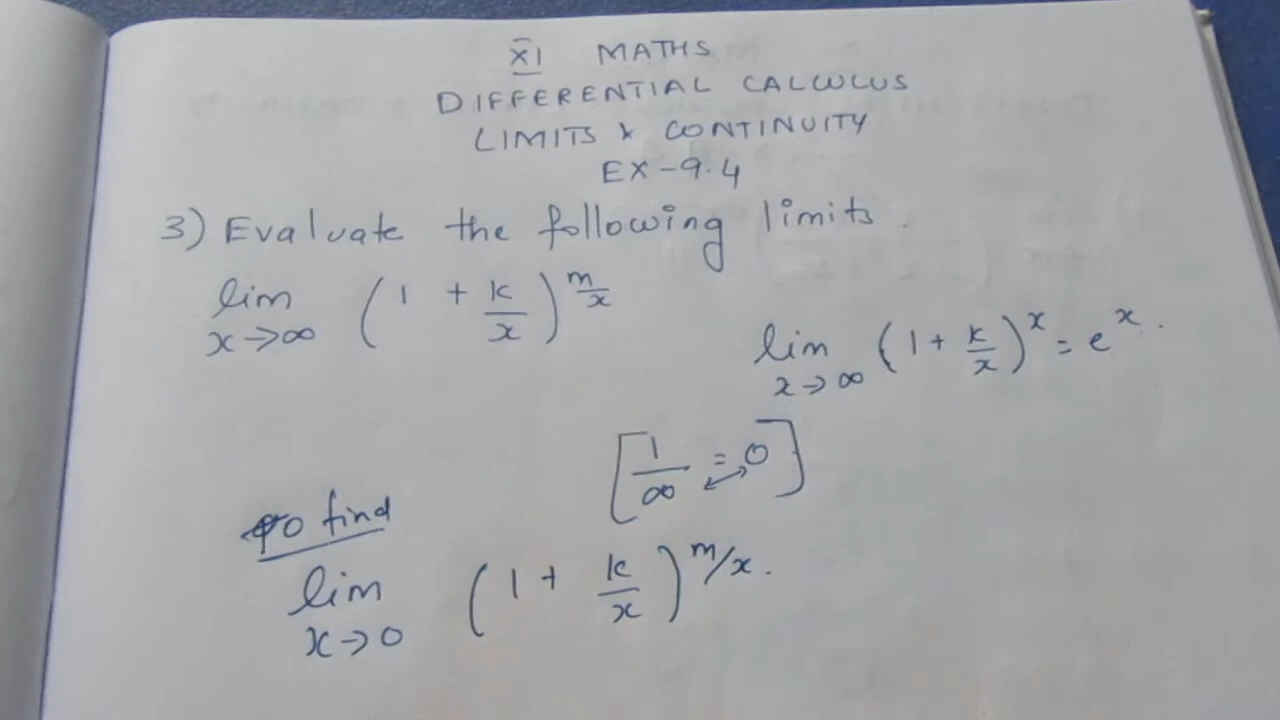 XI MATHS
DIFFERENTIAL CALCULUS
LIMITS & CONTINUITY
EX-9.4
3) Evaluate the following limits.
lim x→∞ (1 + k/x)^(m/x)
lim x→∞ (1 + k/x)^x = e^x.
[1/∞ = 0]
To find
lim x→0 (1 + k/x)^(m/x).